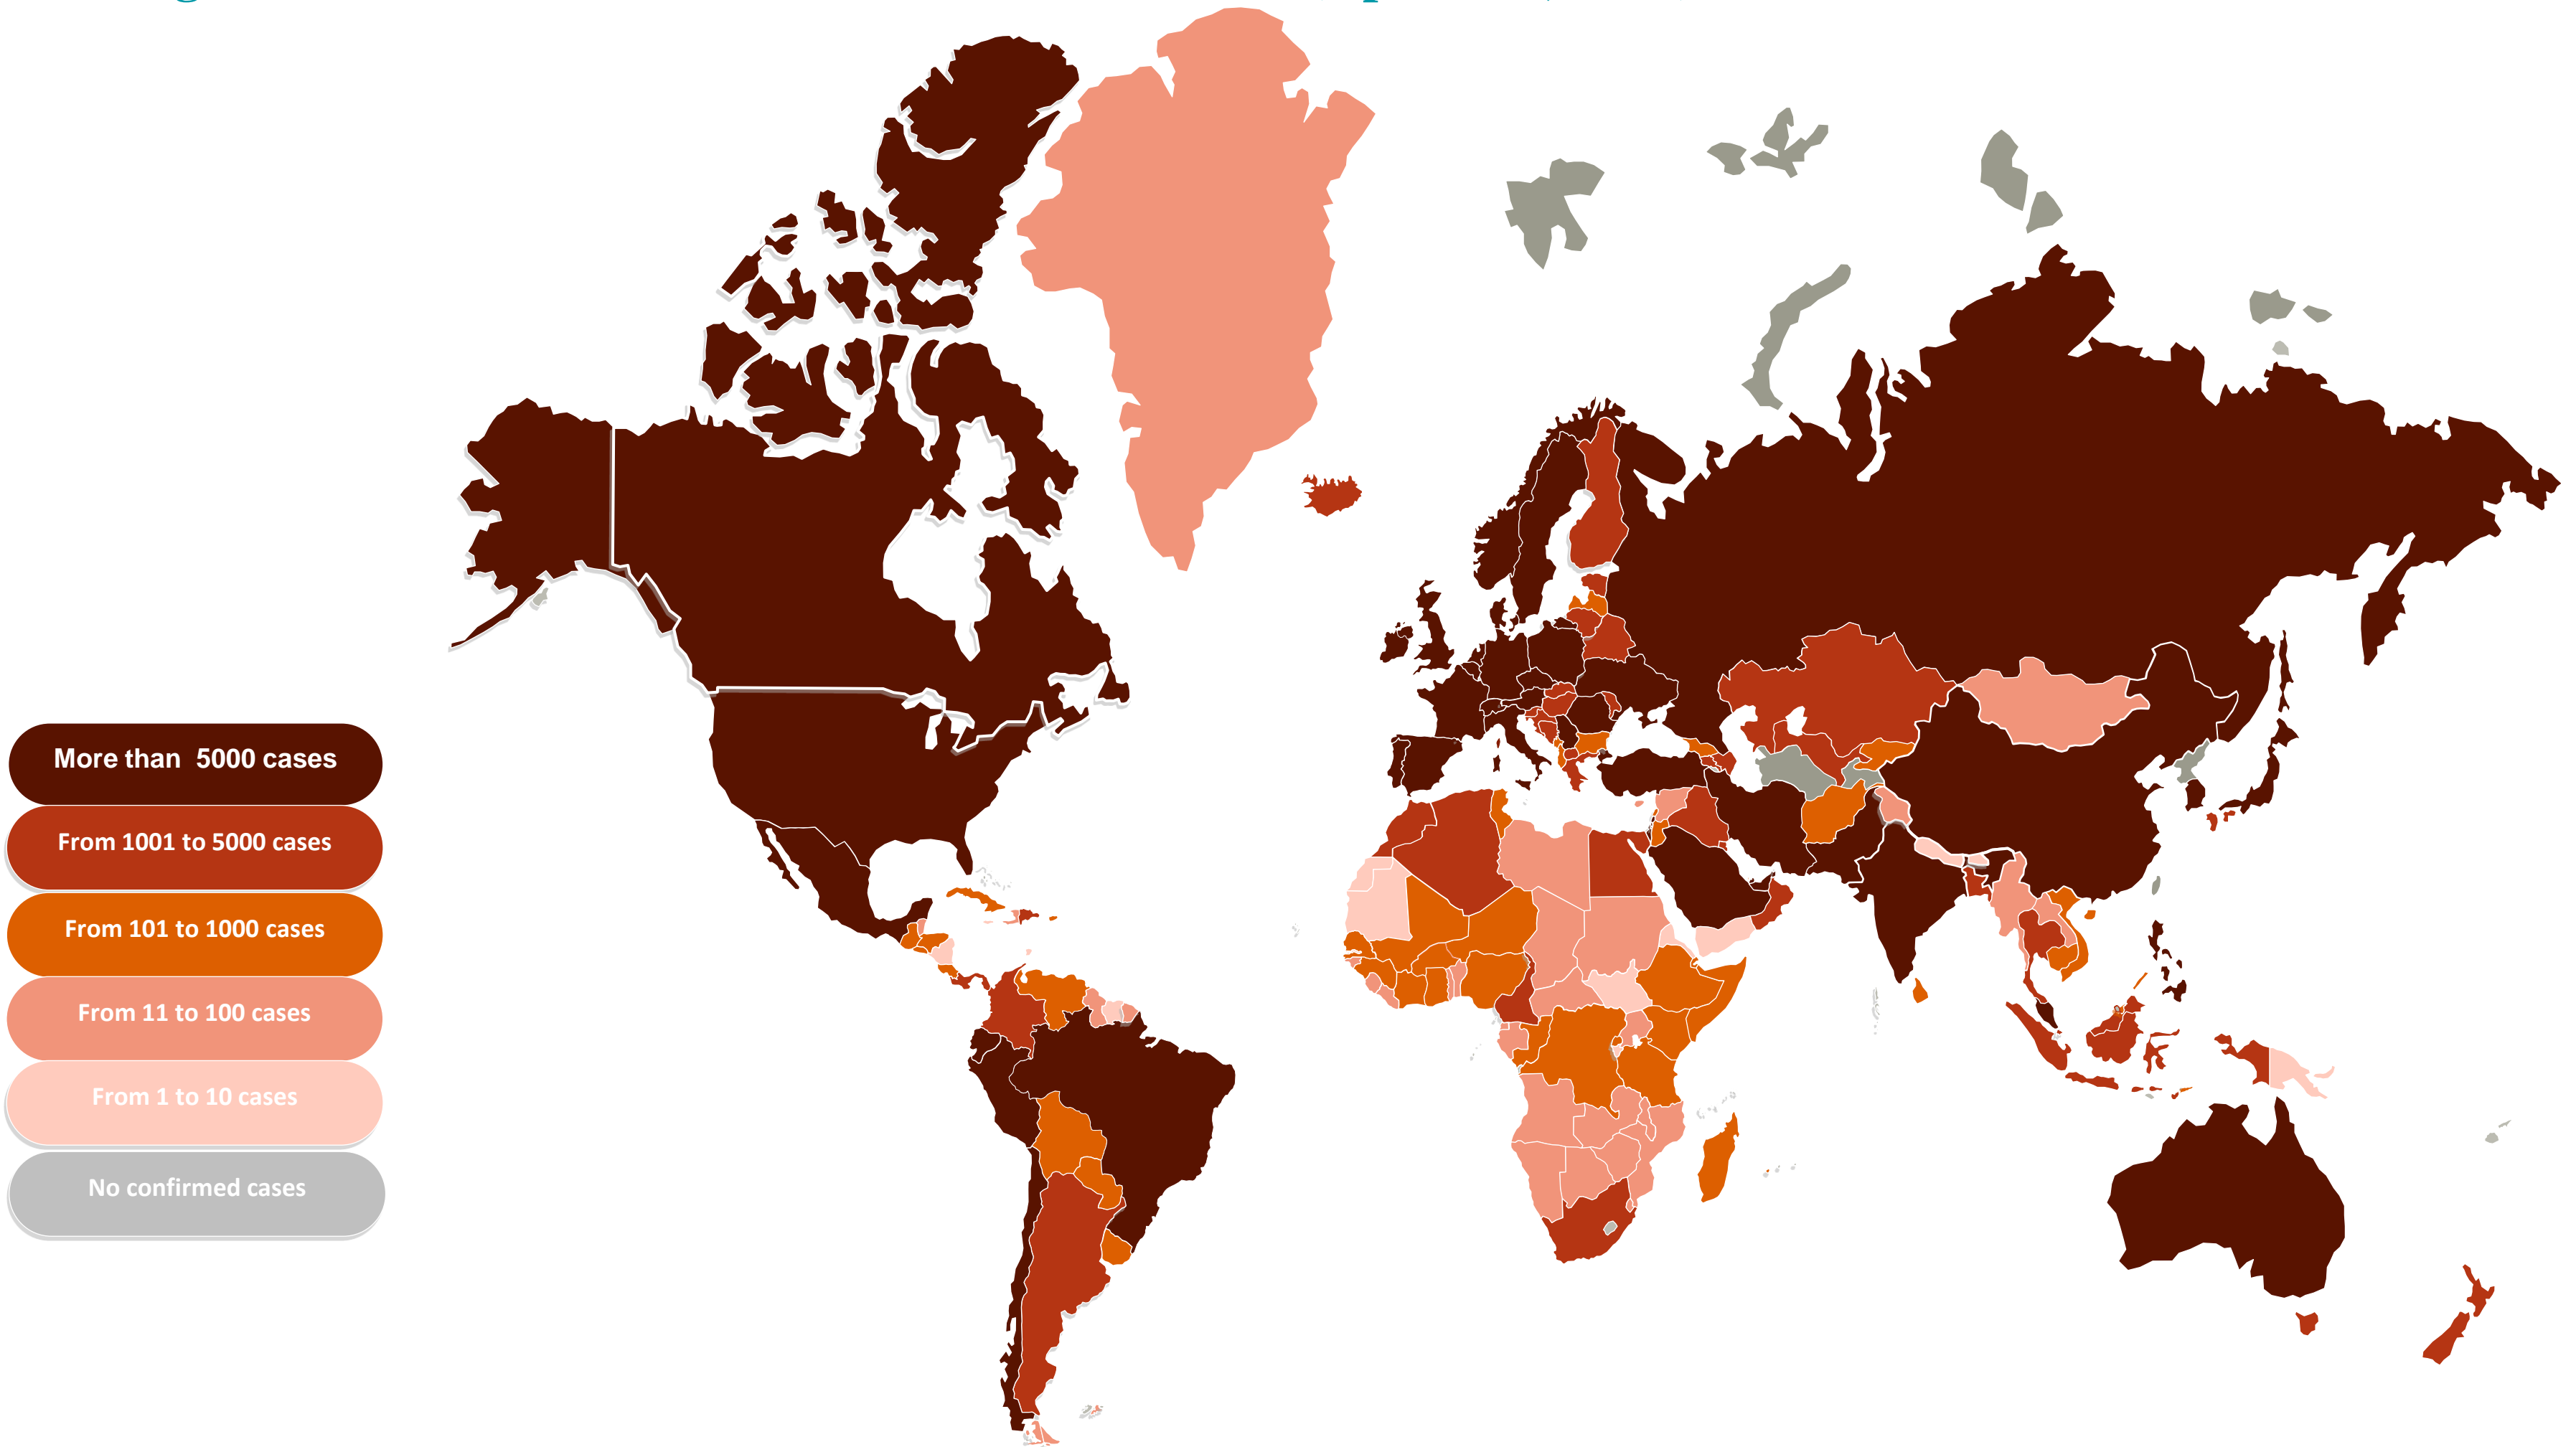 More than 5000 cases
From 1001 to 5000 cases
From 101 to 1000 cases
From 11 to 100 cases
From 1 to 10 cases
No confirmed cases